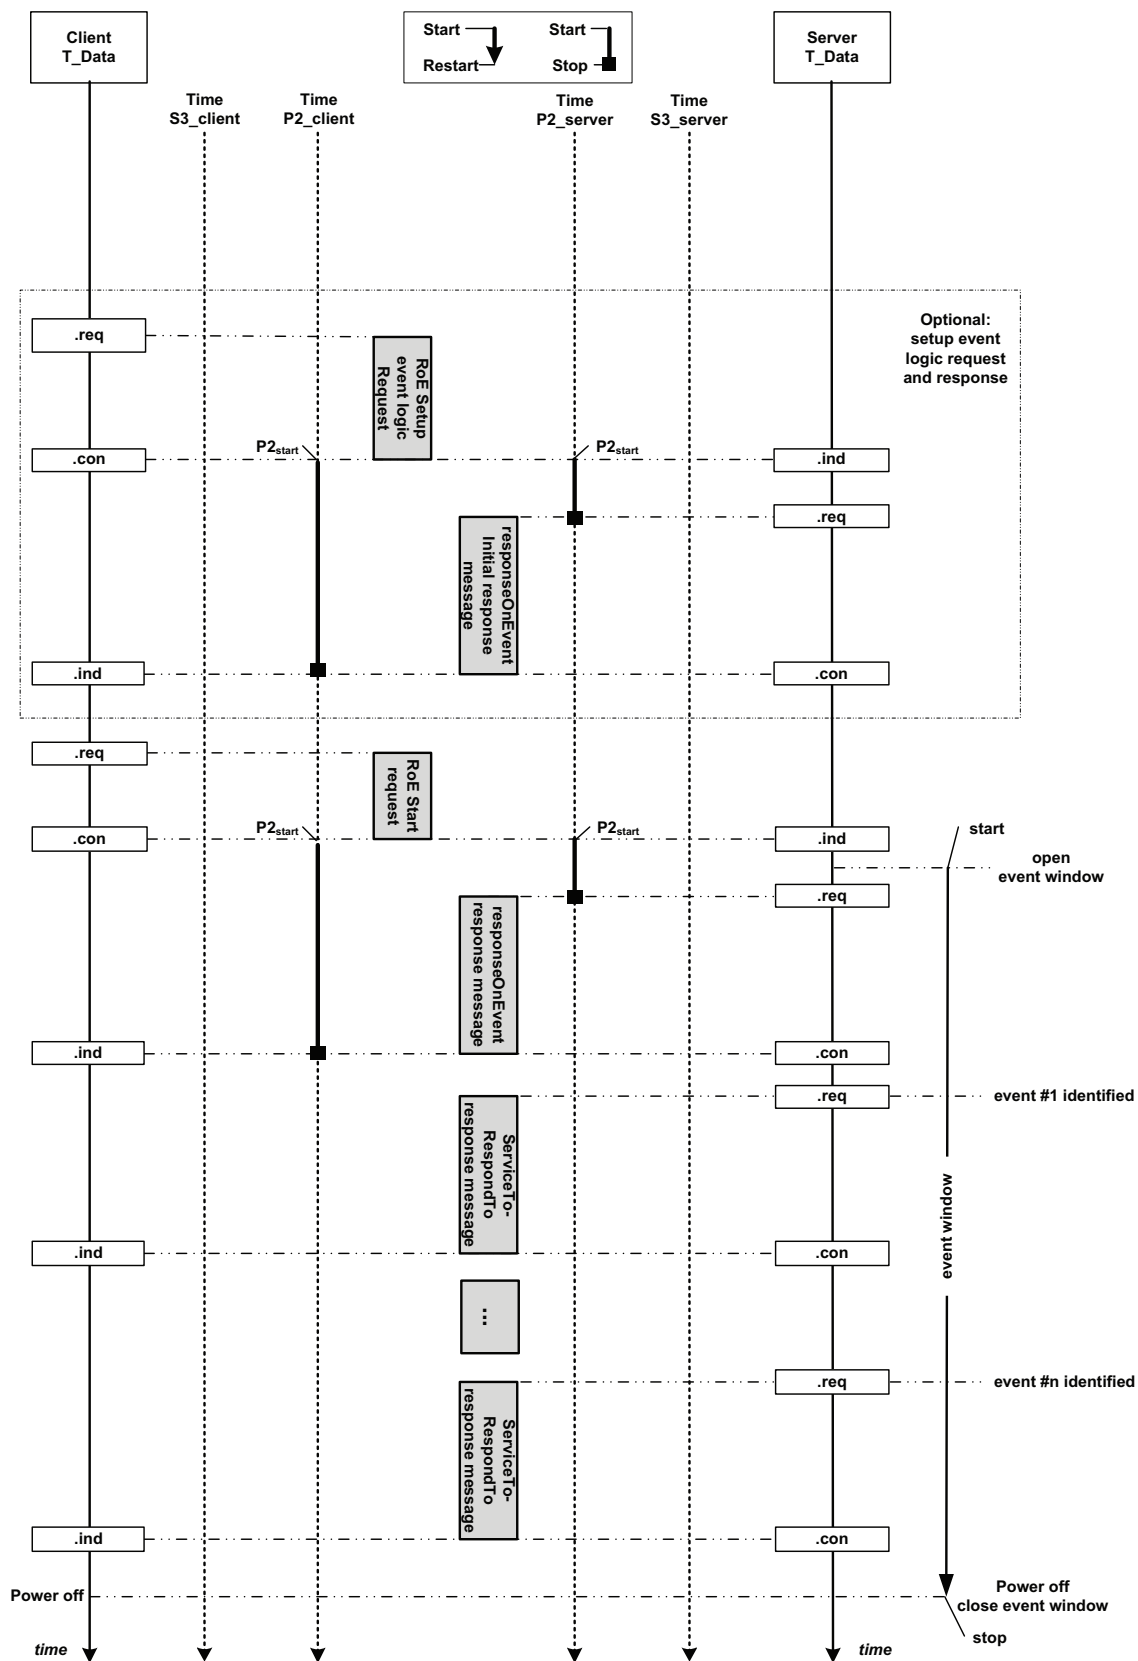 Client
T_Data
Start
Start
Restart
Stop
Server
T_Data
Time
S3_client
Time
P2_client
Time
P2_server
Time
S3_server
Optional:
setup event
logic request
and response
.req
RoE Setup
event logic
Request
.con
P2start
P2start
.ind
.req
responseOnEvent
Initial response
message
.ind
.con
.req
RoE Start
request
.con
P2start
P2start
.ind
start
open
event window
.req
responseOnEvent
response message
.ind
.con
.req
event #1 identified
ServiceTo-
RespondTo
response message
event window
.ind
.con
...
.req
event #n identified
ServiceTo-
RespondTo
response message
.ind
.con
Power off
Power off
close event window
stop
time
time